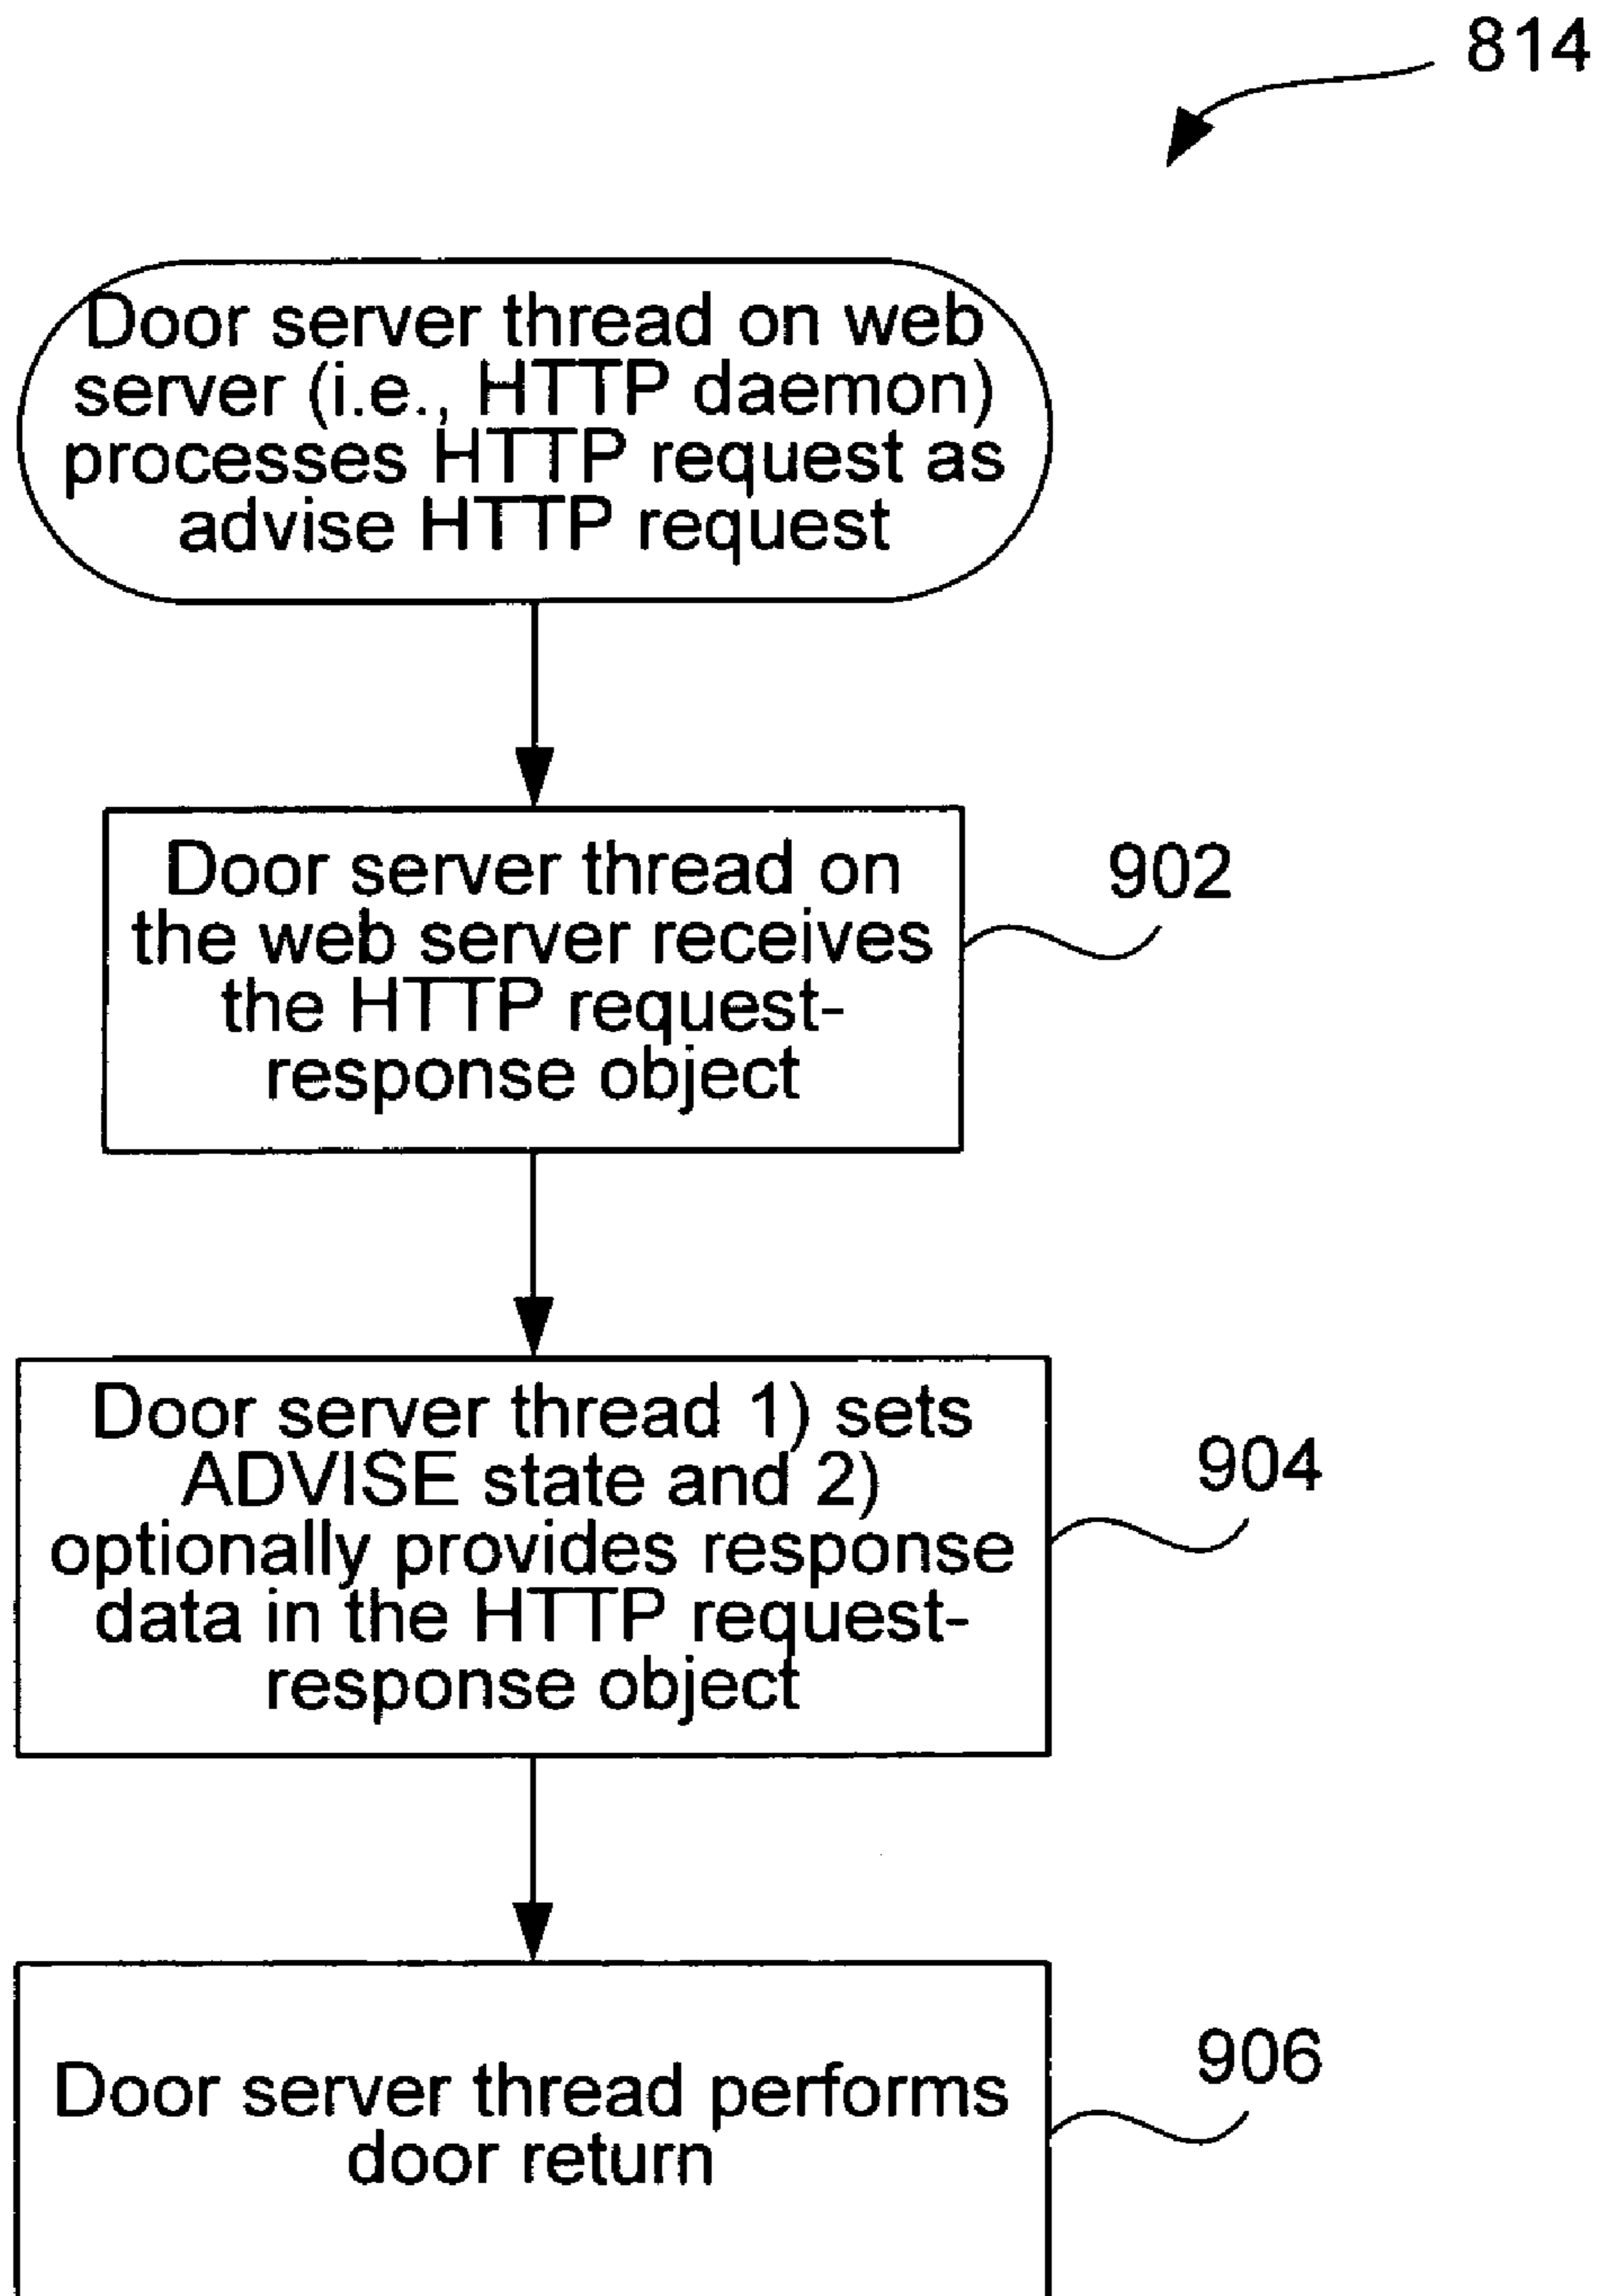 814
Door server thread on web
server (i.e., HTTP daemon)
processes HTTP request as
advise HTTP request
Door server thread on
the web server receives
the HTTP request-
response object
902
Door server thread 1) sets
ADVISE state and 2)
optionally provides response
data in the HTTP request-
response object
904
Door server thread performs
door return
906